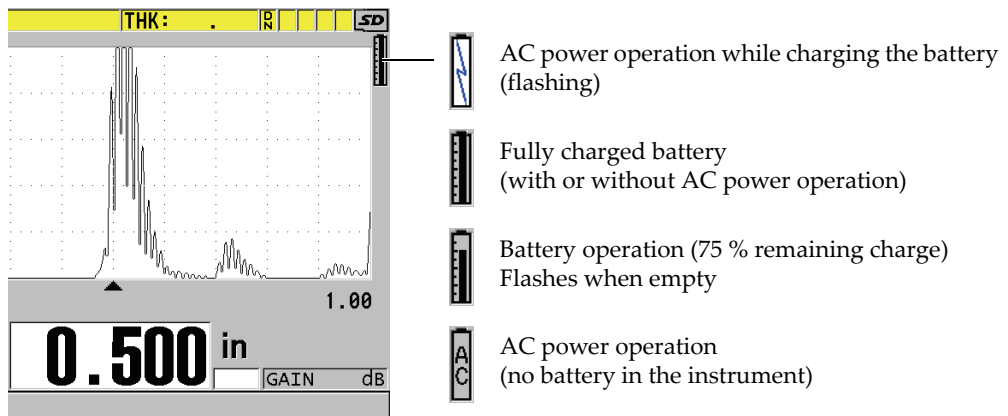 THK: . DN SD
AC power operation while charging the battery
(flashing)
Fully charged battery
(with or without AC power operation)
Battery operation (75 % remaining charge)
Flashes when empty
1.00
0.500 in
GAIN dB
AC
AC power operation
(no battery in the instrument)